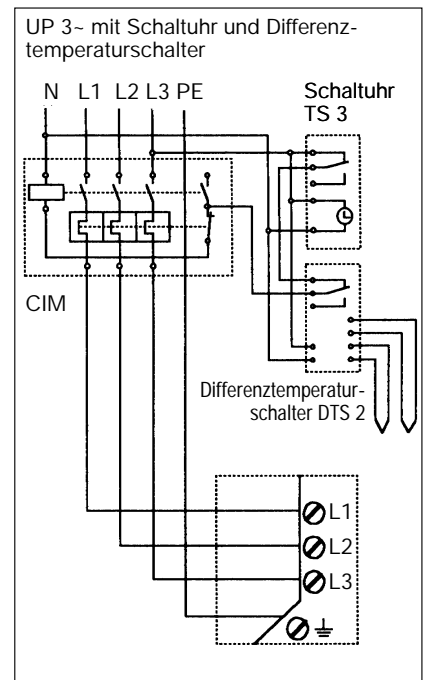 UP 3~ mit Schaltuhr und Differenz-
temperaturschalter
N L1 L2 L3 PE
Schaltuhr
TS 3
CIM
Differenztemperatur-
schalter DTS 2
L1
L2
L3